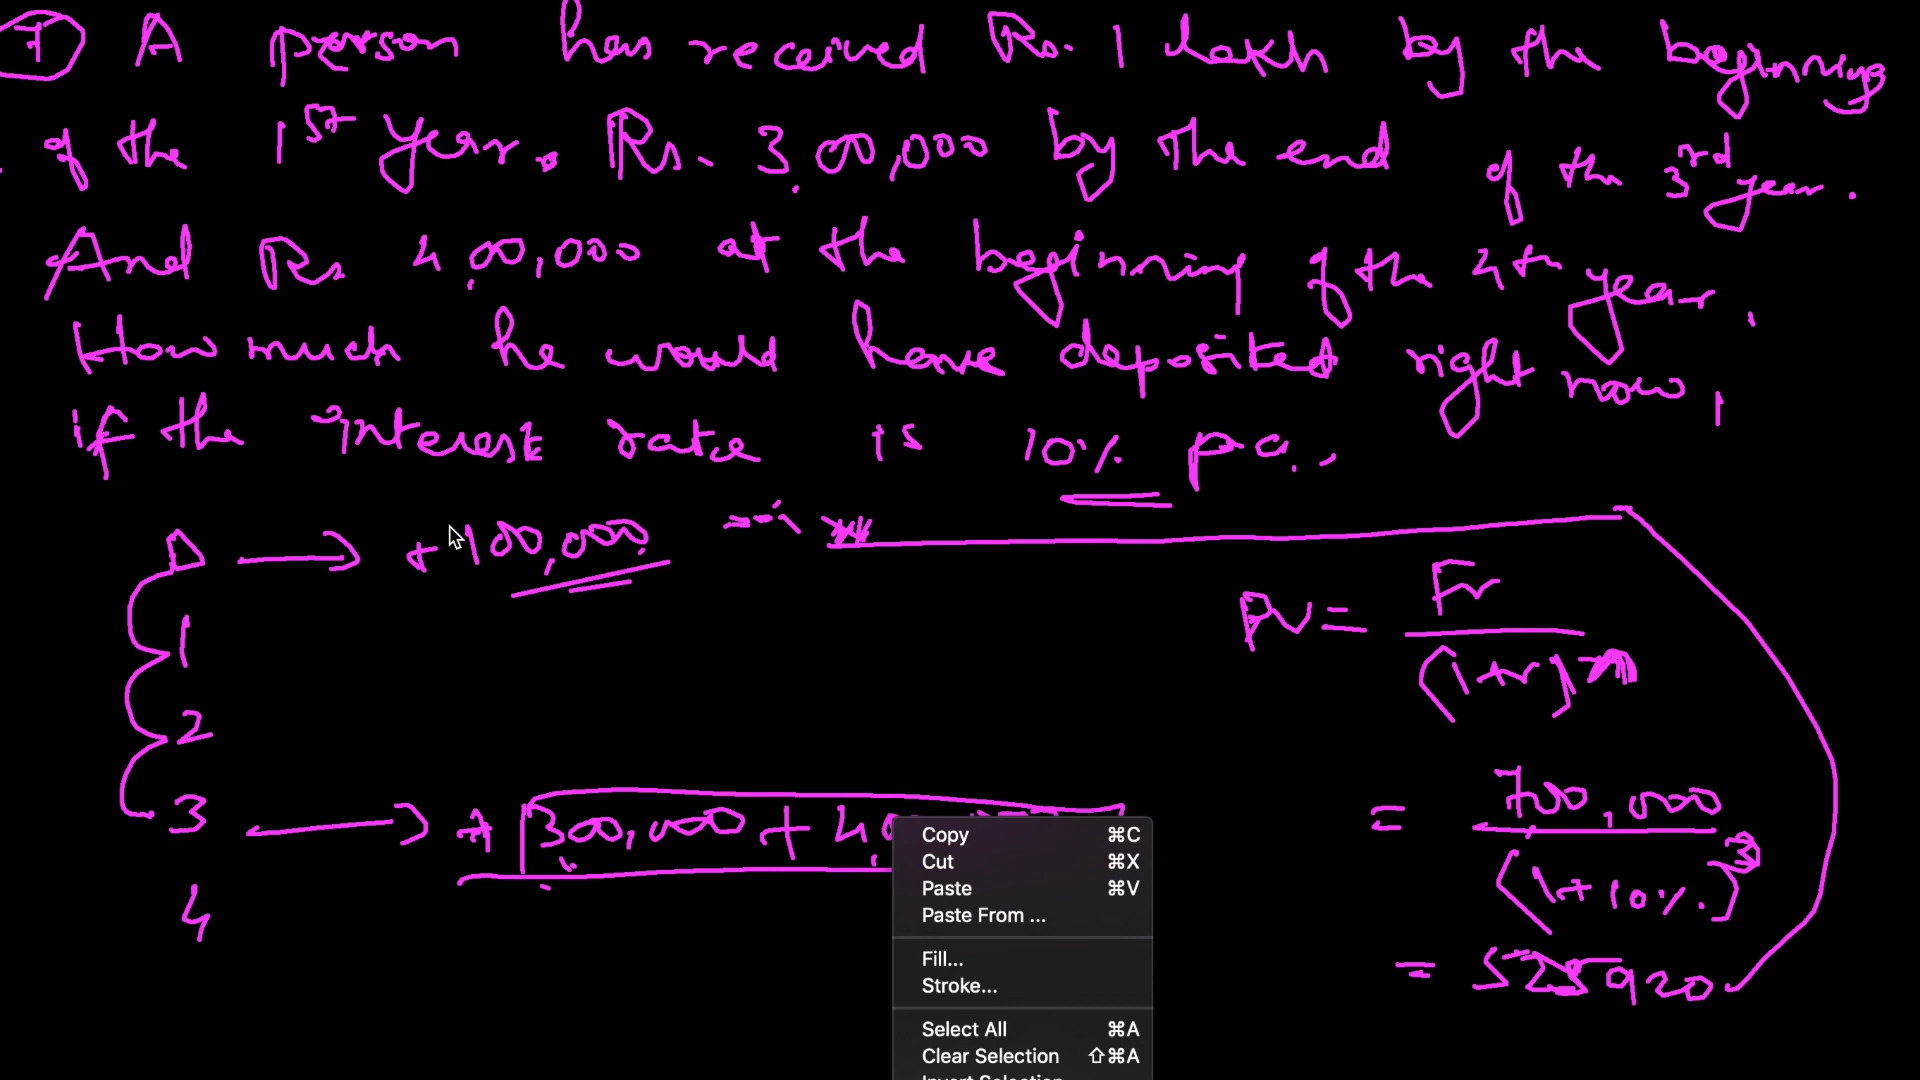 7 A person has received Rs. 1 Lakh by the beginning
of the 1st year. Rs. 3,00,000 by the end of the 3rd year.
And Rs 4,00,000 at the beginning of the 4th year.
How much he would have deposited right now,
if the interest rate is 10% p.a.,
0 → +100,000
1
2
3 → + 300,000 + 4,0
4
PV = Fv / (1+r)^n
= 700,000 / (1+10%)^3
= 525920
Copy ⌘C
Cut ⌘X
Paste ⌘V
Paste From ...
Fill...
Stroke...
Select All ⌘A
Clear Selection ⇧⌘A